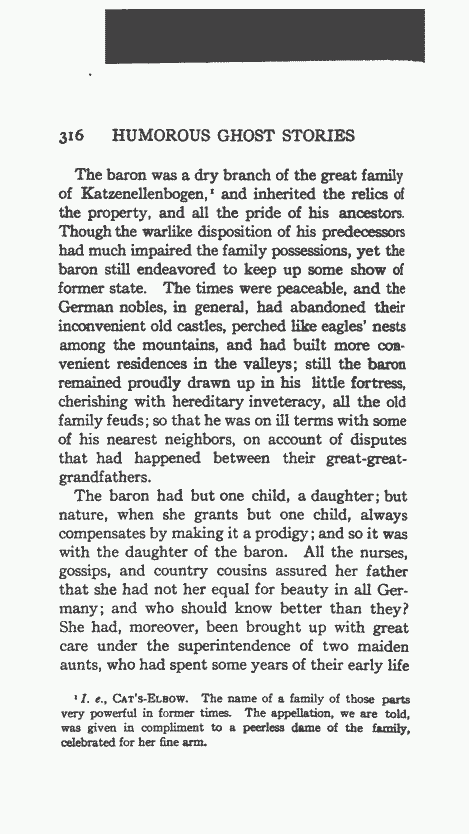 316 HUMOROUS GHOST STORIES
The baron was a dry branch of the great family
of Katzenellenbogen,¹ and inherited the relics of
the property, and all the pride of his ancestors.
Though the warlike disposition of his predecessors
had much impaired the family possessions, yet the
baron still endeavored to keep up some show of
former state. The times were peaceable, and the
German nobles, in general, had abandoned their
inconvenient old castles, perched like eagles' nests
among the mountains, and had built more con-
venient residences in the valleys; still the baron
remained proudly drawn up in his little fortress,
cherishing with hereditary inveteracy, all the old
family feuds; so that he was on ill terms with some
of his nearest neighbors, on account of disputes
that had happened between their great-great-
grandfathers.
The baron had but one child, a daughter; but
nature, when she grants but one child, always
compensates by making it a prodigy; and so it was
with the daughter of the baron. All the nurses,
gossips, and country cousins assured her father
that she had not her equal for beauty in all Ger-
many; and who should know better than they?
She had, moreover, been brought up with great
care under the superintendence of two maiden
aunts, who had spent some years of their early life
¹ I. e., CAT'S-ELBOW. The name of a family of those parts
very powerful in former times. The appellation, we are told,
was given in compliment to a peerless dame of the family,
celebrated for her fine arm.